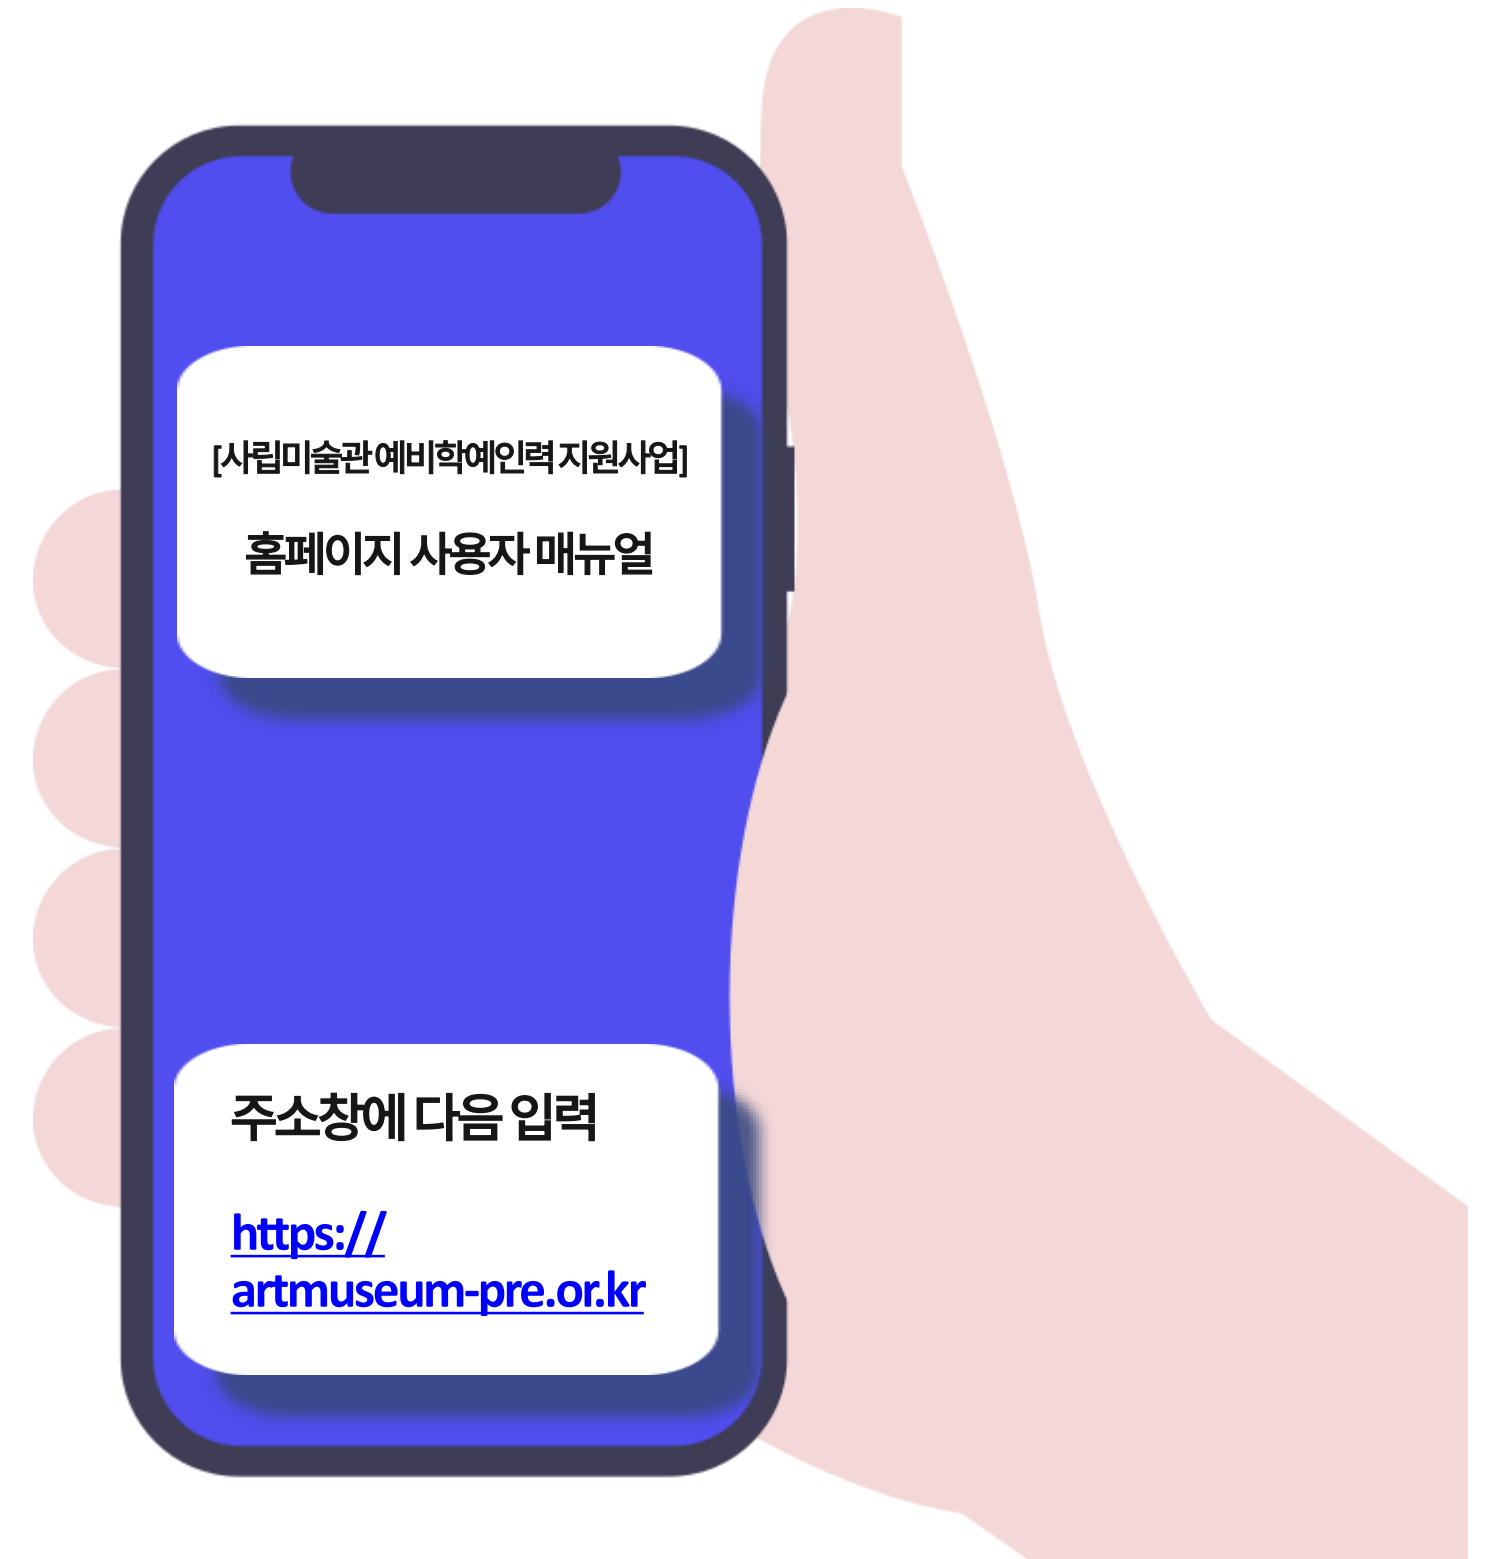 [사립미술관 예비학예인력 지원사업]
홈페이지 사용자 매뉴얼
주소창에 다음 입력
https://
artmuseum-pre.or.kr